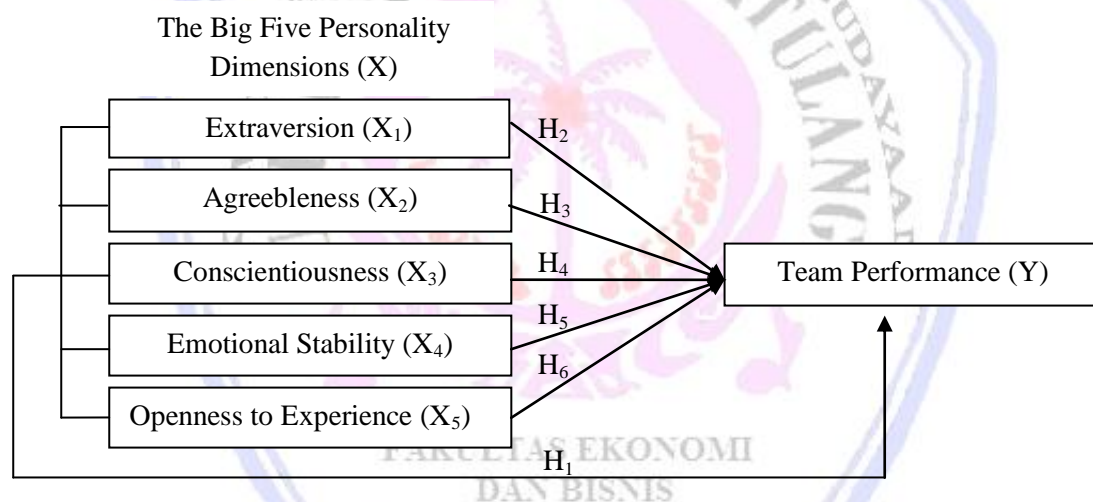 The Big Five Personality
Dimensions (X)
Extraversion (X₁)
Agreebleness (X₂)
Conscientiousness (X₃)
Emotional Stability (X₄)
Openness to Experience (X₅)
H₂
H₃
H₄
H₅
H₆
Team Performance (Y)
H₁
FAKULTAS EKONOMI
DAN BISNIS